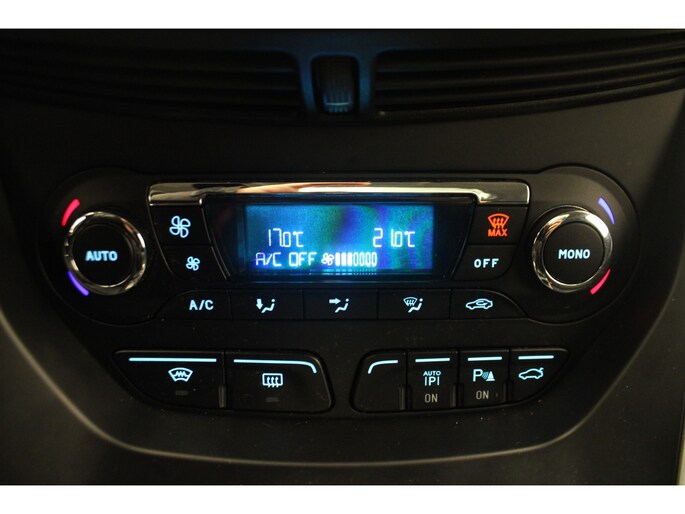 17.0°C 21.0°C
A/C OFF
AUTO
MAX
OFF
MONO
A/C
AUTO
P
ON
P
ON